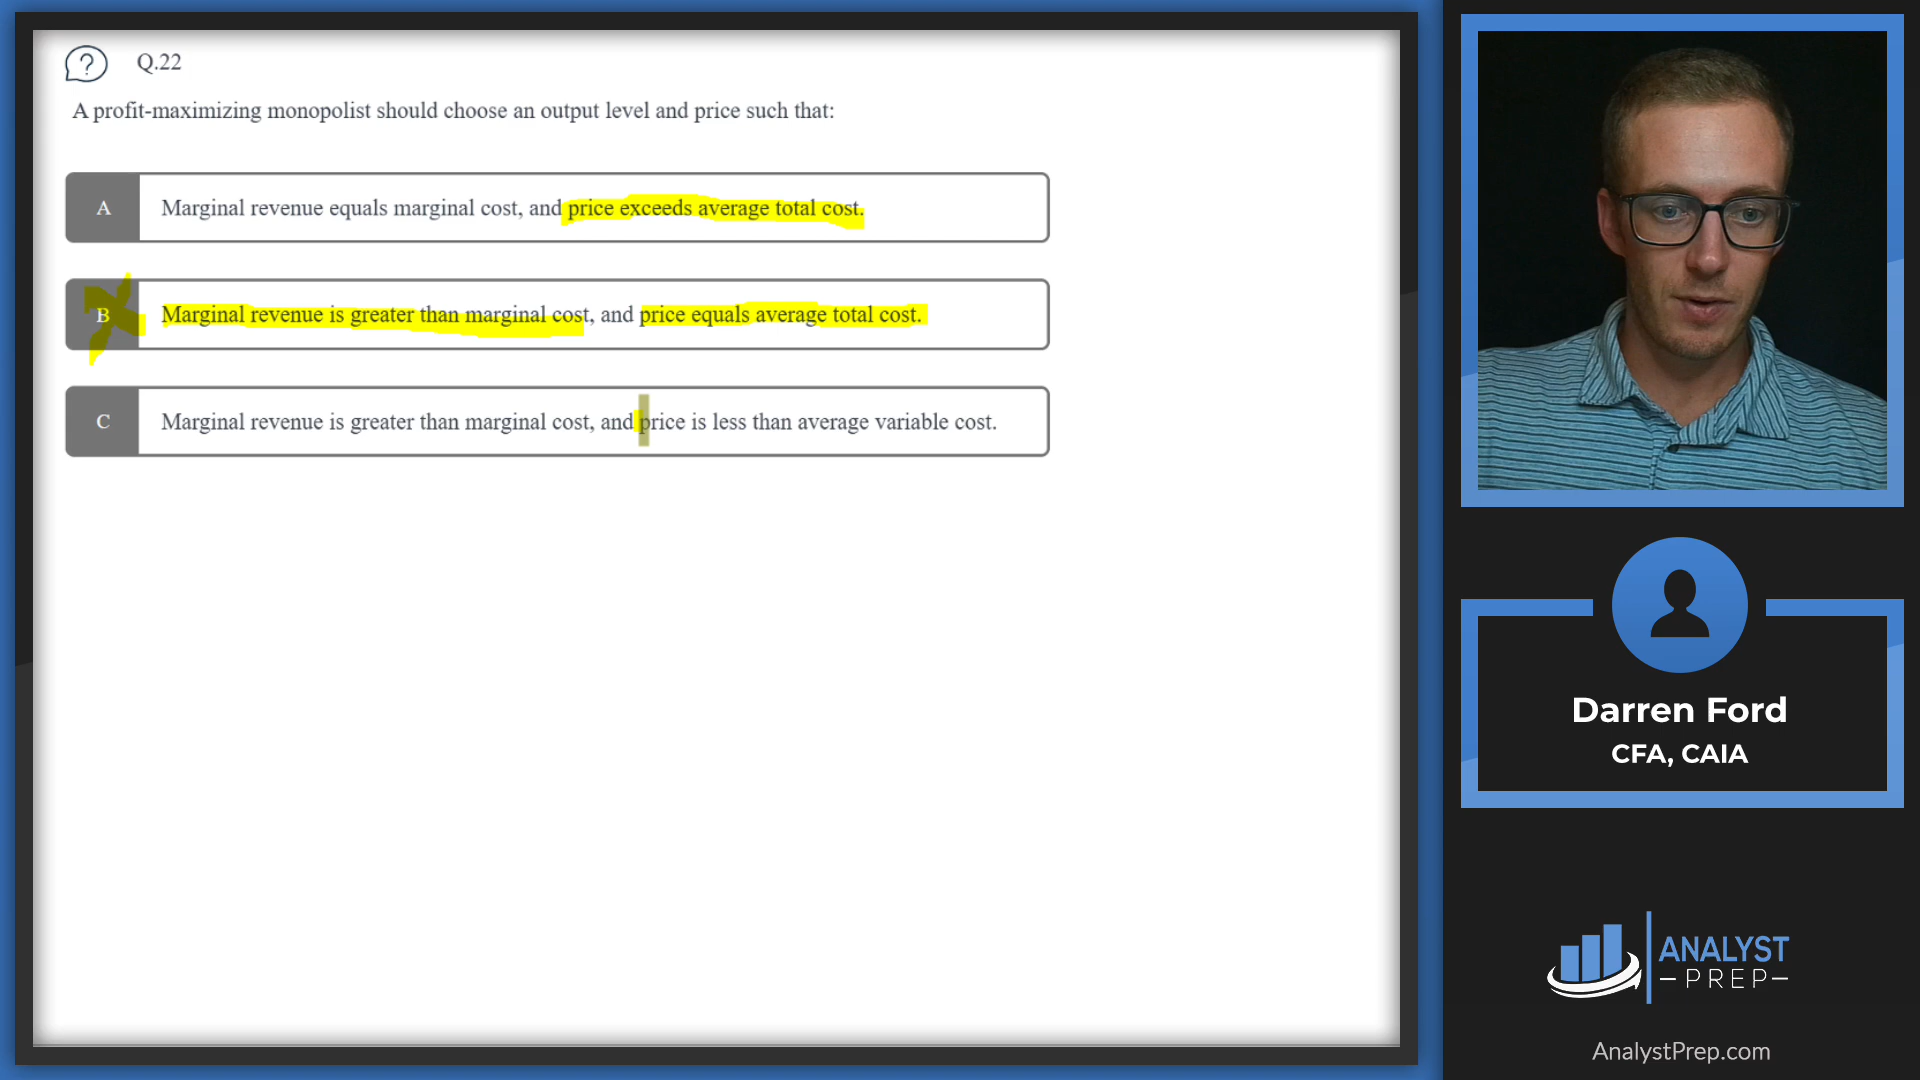 ?
Q.22
A profit-maximizing monopolist should choose an output level and price such that:
A
Marginal revenue equals marginal cost, and price exceeds average total cost.
B
Marginal revenue is greater than marginal cost, and price equals average total cost.
C
Marginal revenue is greater than marginal cost, and price is less than average variable cost.
Darren Ford
CFA, CAIA
ANALYST
PREP
AnalystPrep.com